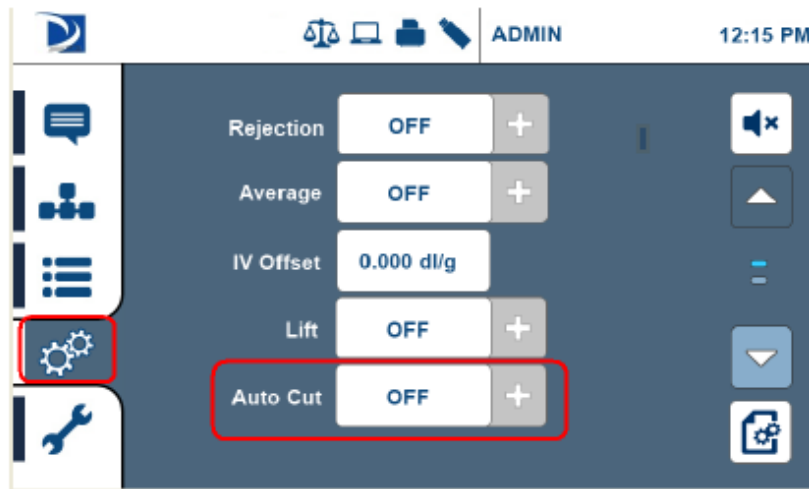 ADMIN 12:15 PM
Rejection OFF
Average OFF
IV Offset 0.000 dl/g
Lift OFF
Auto Cut OFF